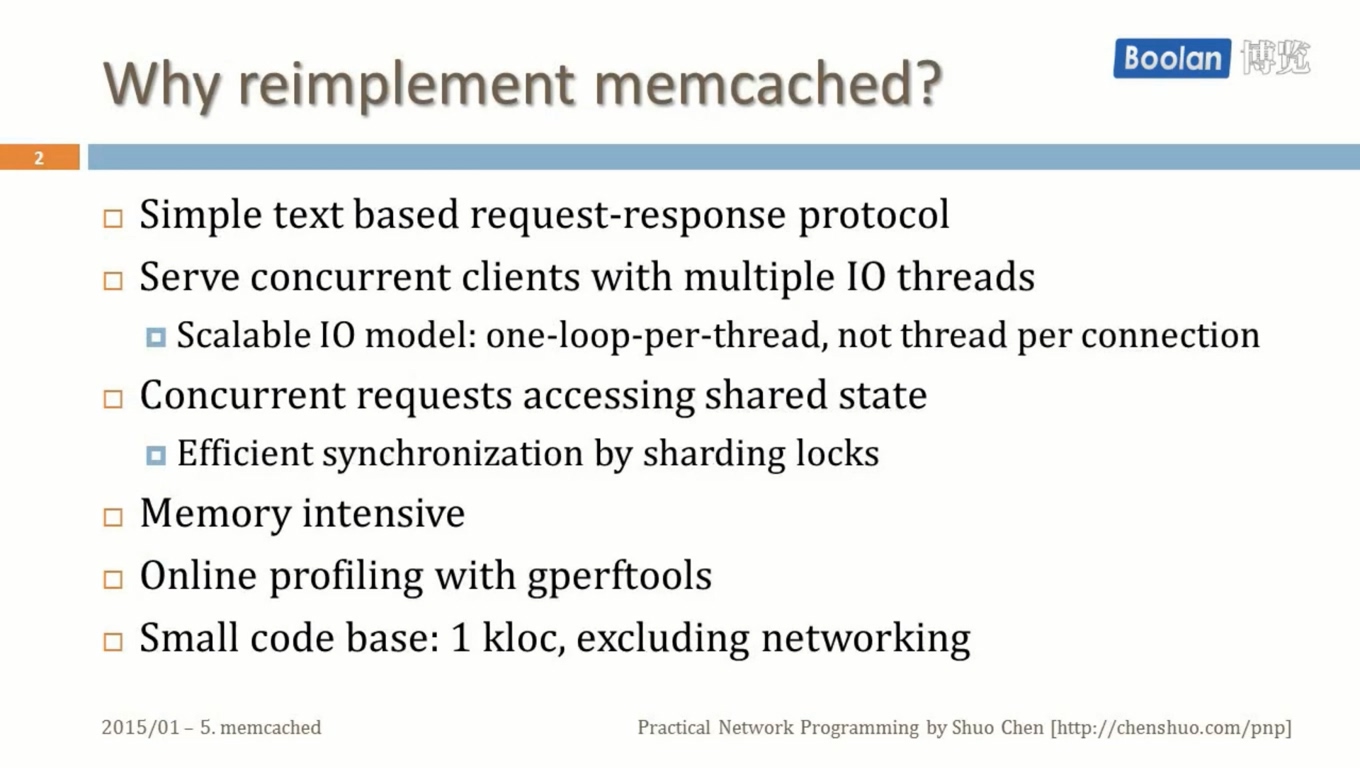 Why reimplement memcached?
Boolan 博览
2
Simple text based request-response protocol
Serve concurrent clients with multiple IO threads
Scalable IO model: one-loop-per-thread, not thread per connection
Concurrent requests accessing shared state
Efficient synchronization by sharding locks
Memory intensive
Online profiling with gperftools
Small code base: 1 kloc, excluding networking
2015/01 – 5. memcached
Practical Network Programming by Shuo Chen [http://chenshuo.com/pnp]